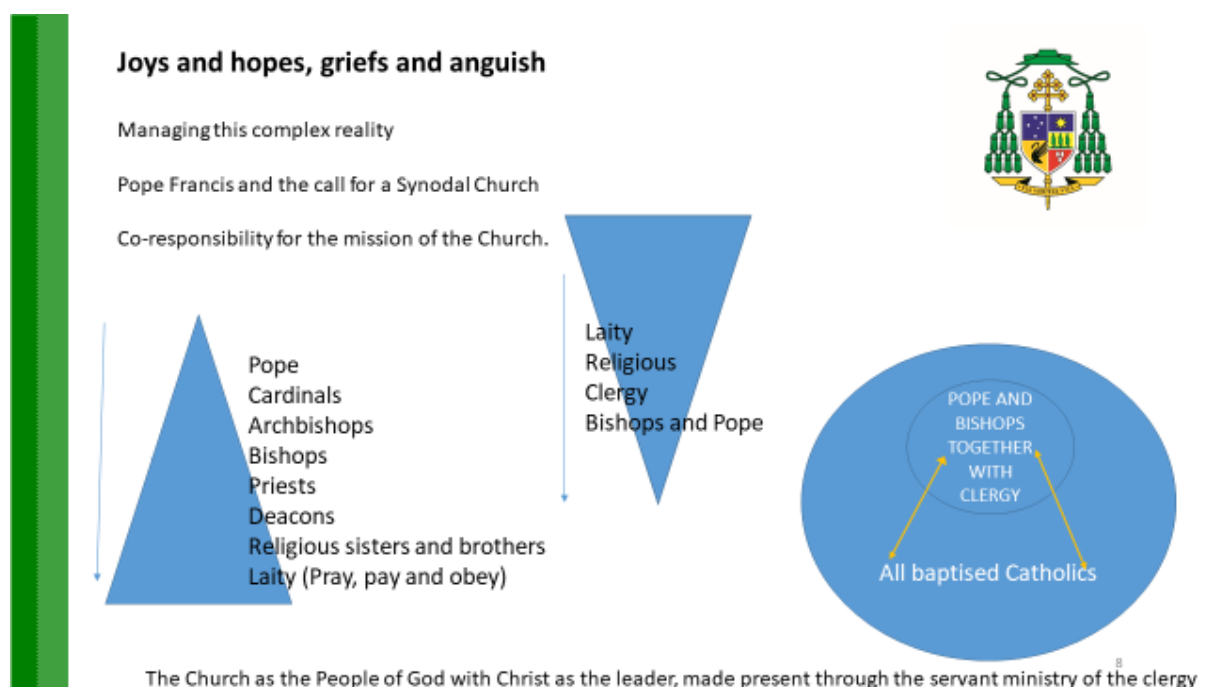 Joys and hopes, griefs and anguish
Managing this complex reality
Pope Francis and the call for a Synodal Church
Co-responsibility for the mission of the Church.
Pope
Cardinals
Archbishops
Bishops
Priests
Deacons
Religious sisters and brothers
Laity (Pray, pay and obey)
Laity
Religious
Clergy
Bishops and Pope
POPE AND
BISHOPS
TOGETHER
WITH
CLERGY
All baptised Catholics
8
The Church as the People of God with Christ as the leader, made present through the servant ministry of the clergy